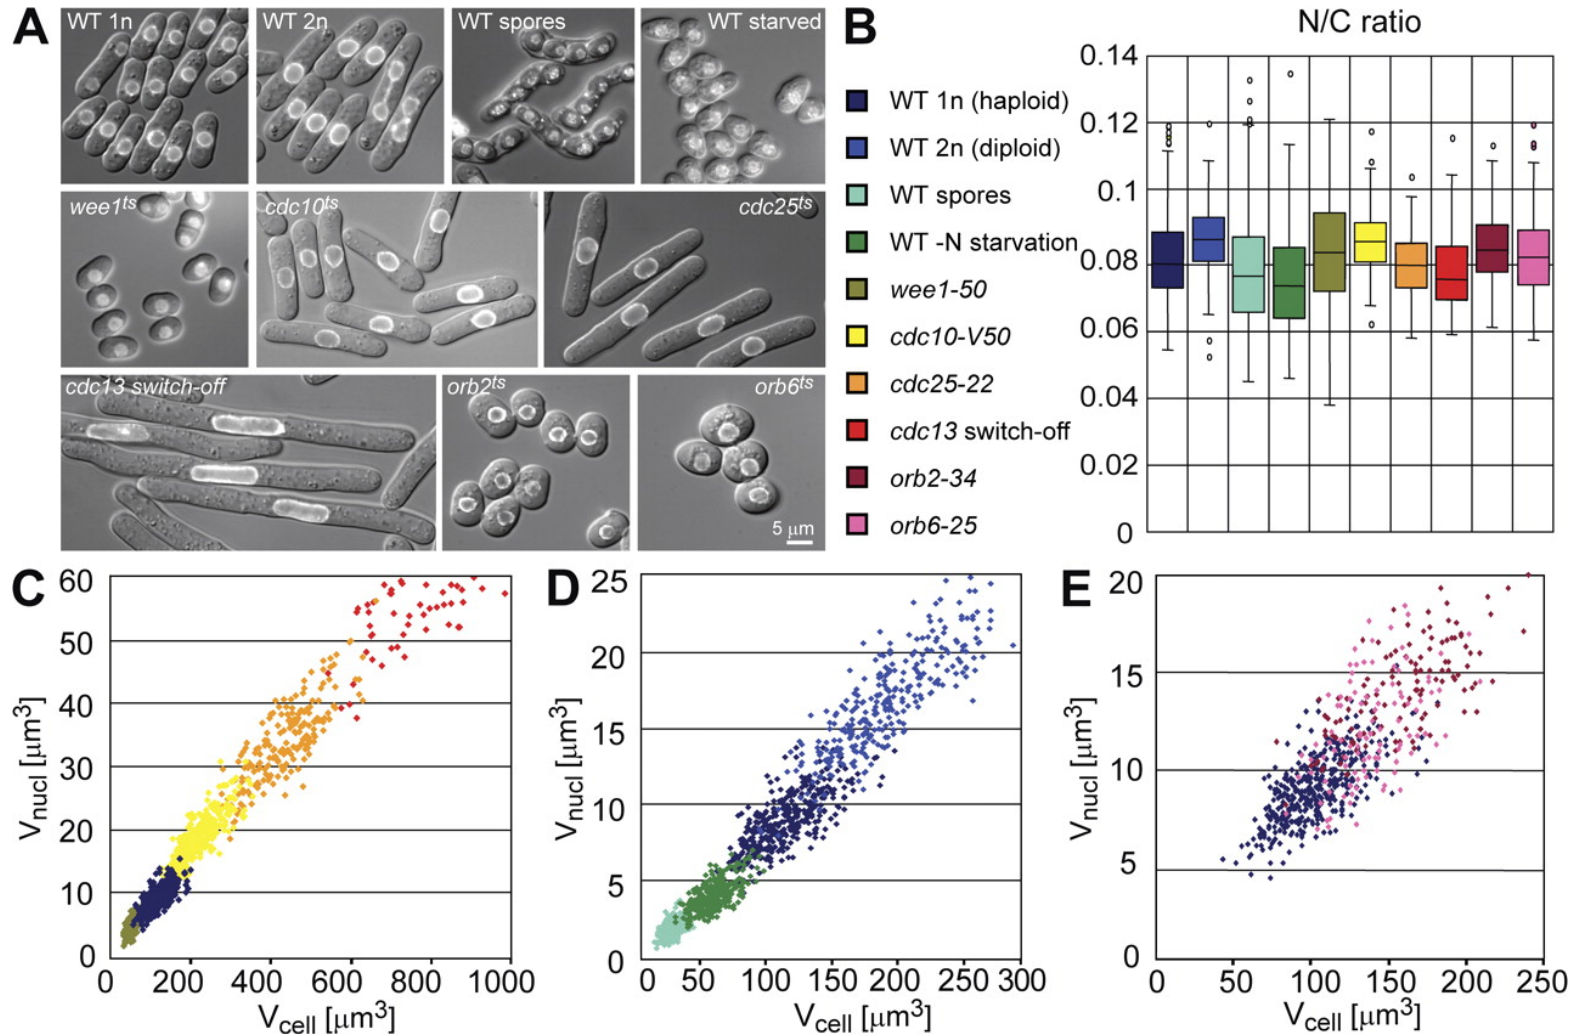 A
WT 1n
WT 2n
WT spores
WT starved
wee1ts
cdc10ts
cdc25ts
cdc13 switch-off
orb2ts
orb6ts
5 μm
B
N/C ratio
WT 1n (haploid)
WT 2n (diploid)
WT spores
WT -N starvation
wee1-50
cdc10-V50
cdc25-22
cdc13 switch-off
orb2-34
orb6-25
0.14
0.12
0.1
0.08
0.06
0.04
0.02
0
C
60
50
40
30
20
10
0
Vnucl [μm3]
0 200 400 600 800 1000
Vcell [μm3]
D
25
20
15
10
5
0
Vnucl [μm3]
0 50 100 150 200 250 300
Vcell [μm3]
E
20
15
10
5
0
Vnucl [μm3]
0 50 100 150 200 250
Vcell [μm3]